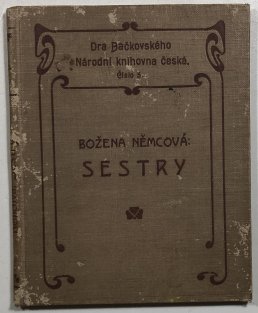 Dra Bačkovského
Národní knihovna česká.
Číslo 3.
BOŽENA NĚMCOVÁ:
SESTRY